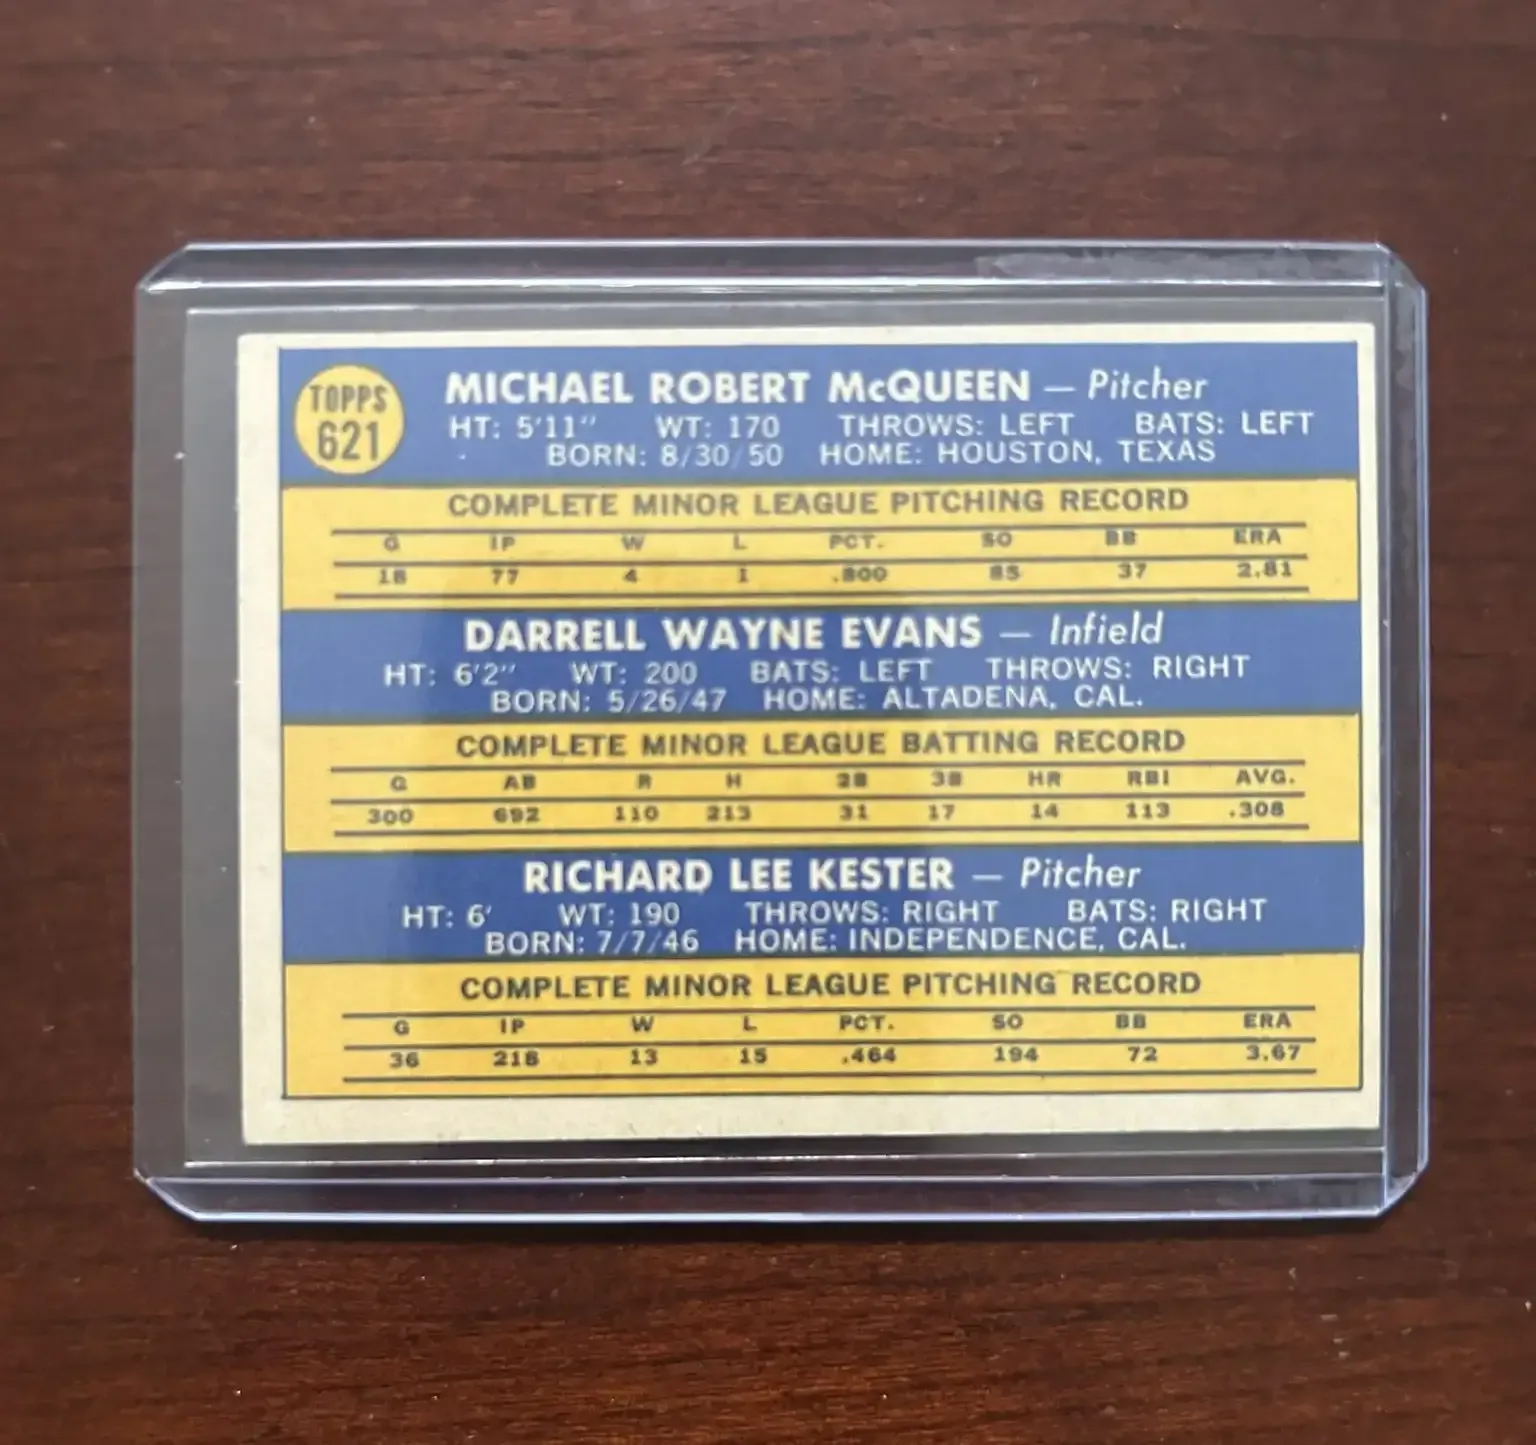 TOPPS
621
MICHAEL ROBERT McQUEEN — Pitcher
HT: 5'11" WT: 170 THROWS: LEFT BATS: LEFT
BORN: 8/30/50 HOME: HOUSTON, TEXAS
COMPLETE MINOR LEAGUE PITCHING RECORD
G IP W L PCT. SO BB ERA
18 77 4 1 .800 85 37 2.81
DARRELL WAYNE EVANS — Infield
HT: 6'2" WT: 200 BATS: LEFT THROWS: RIGHT
BORN: 5/26/47 HOME: ALTADENA, CAL.
COMPLETE MINOR LEAGUE BATTING RECORD
G AB R H 2B 3B HR RBI AVG.
300 692 110 213 31 17 14 113 .308
RICHARD LEE KESTER — Pitcher
HT: 6' WT: 190 THROWS: RIGHT BATS: RIGHT
BORN: 7/7/46 HOME: INDEPENDENCE, CAL.
COMPLETE MINOR LEAGUE PITCHING RECORD
G IP W L PCT. SO BB ERA
36 218 13 15 .464 194 72 3.67